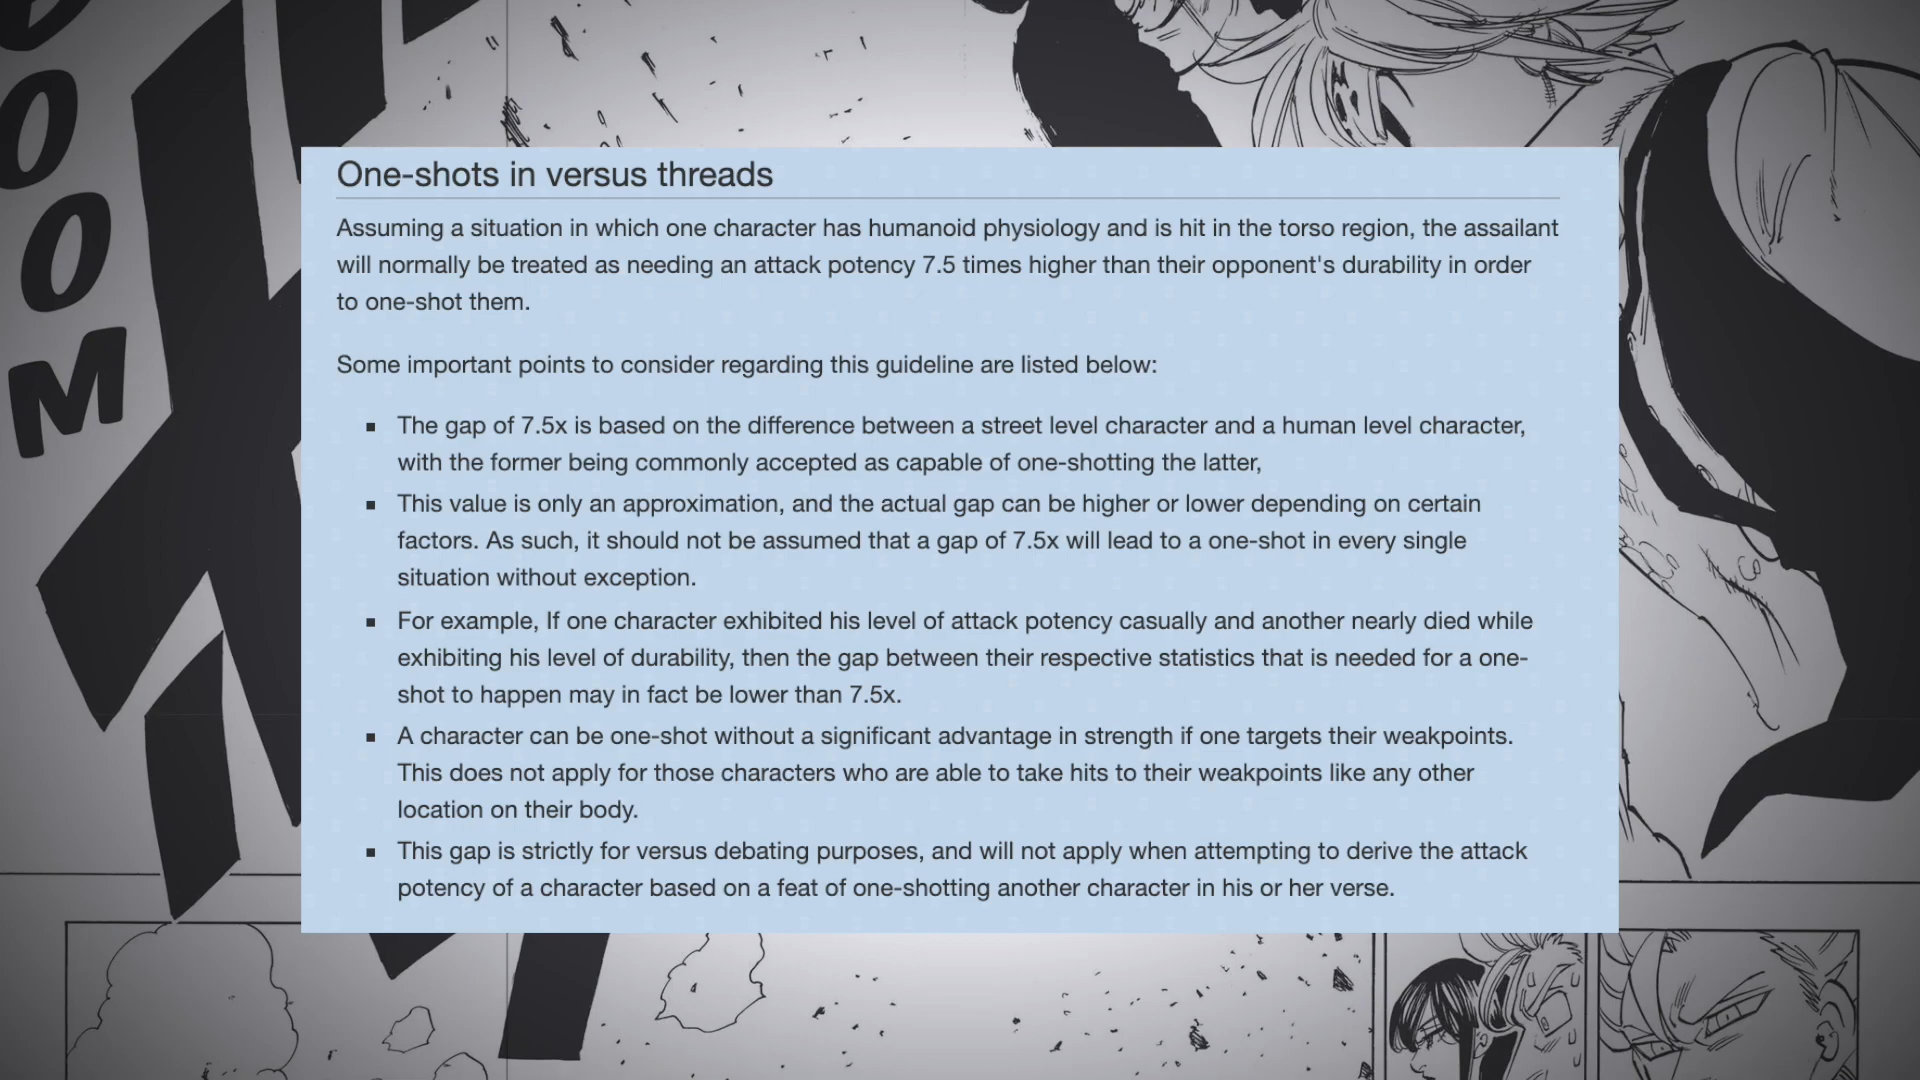 BOOM
One-shots in versus threads
Assuming a situation in which one character has humanoid physiology and is hit in the torso region, the assailant
will normally be treated as needing an attack potency 7.5 times higher than their opponent's durability in order
to one-shot them.
Some important points to consider regarding this guideline are listed below:
▪ The gap of 7.5x is based on the difference between a street level character and a human level character,
with the former being commonly accepted as capable of one-shotting the latter,
▪ This value is only an approximation, and the actual gap can be higher or lower depending on certain
factors. As such, it should not be assumed that a gap of 7.5x will lead to a one-shot in every single
situation without exception.
▪ For example, If one character exhibited his level of attack potency casually and another nearly died while
exhibiting his level of durability, then the gap between their respective statistics that is needed for a one-
shot to happen may in fact be lower than 7.5x.
▪ A character can be one-shot without a significant advantage in strength if one targets their weakpoints.
This does not apply for those characters who are able to take hits to their weakpoints like any other
location on their body.
▪ This gap is strictly for versus debating purposes, and will not apply when attempting to derive the attack
potency of a character based on a feat of one-shotting another character in his or her verse.